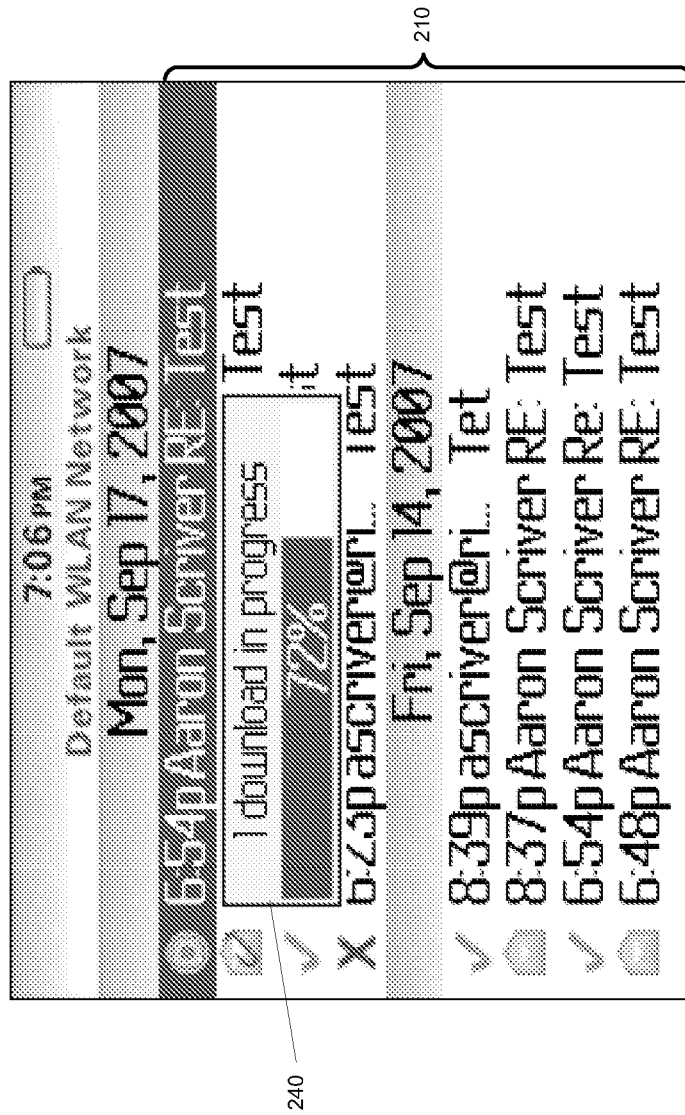 7:06 PM
Default WLAN Network
Mon, Sep 17, 2007
6:54p Aaron Scriver RE: Test
Test
1 download in progress
72%
6:23p ascriver@ri... Test
Fri, Sep 14, 2007
8:39p ascriver@ri... Tet
8:37p Aaron Scriver RE: Test
6:54p Aaron Scriver Re: Test
6:48p Aaron Scriver RE: Test
240
210